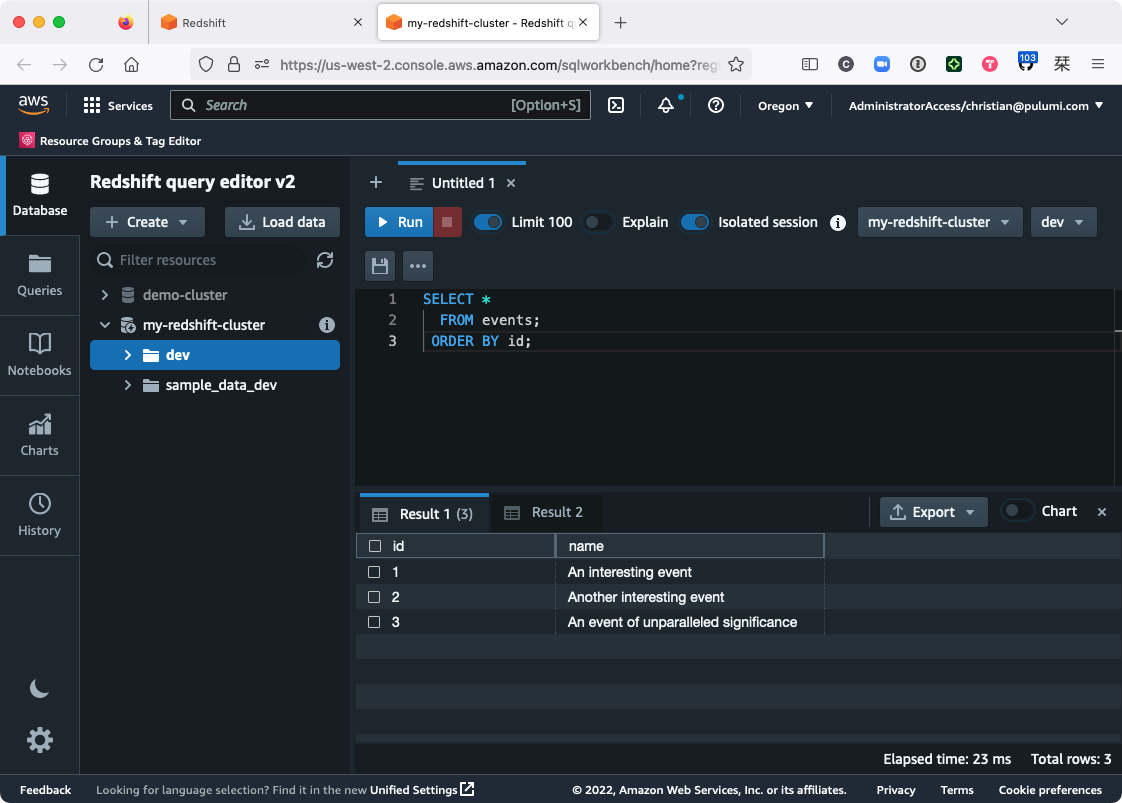 Redshift
my-redshift-cluster - Redshift q
https://us-west-2.console.aws.amazon.com/sqlworkbench/home?reg
103
栞
aws
Services
Search
[Option+S]
Oregon
AdministratorAccess/christian@pulumi.com
Resource Groups & Tag Editor
Database
Queries
Notebooks
Charts
History
Redshift query editor v2
Create
Load data
Filter resources
demo-cluster
my-redshift-cluster
dev
sample_data_dev
Untitled 1
Run
Limit 100
Explain
Isolated session
my-redshift-cluster
dev
1 SELECT *
2 FROM events;
3 ORDER BY id;
Result 1 (3)
Result 2
Export
Chart
id name
1 An interesting event
2 Another interesting event
3 An event of unparalleled significance
Elapsed time: 23 ms Total rows: 3
Feedback
Looking for language selection? Find it in the new Unified Settings
© 2022, Amazon Web Services, Inc. or its affiliates.
Privacy
Terms
Cookie preferences